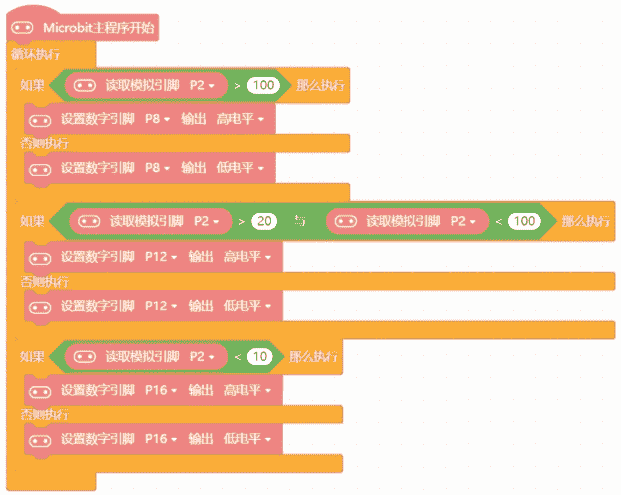 Microbit主程序开始
循环执行
如果 读取模拟引脚 P2 > 100 那么执行
设置数字引脚 P8 输出 高电平
否则执行
设置数字引脚 P8 输出 低电平
如果 读取模拟引脚 P2 > 20 与 读取模拟引脚 P2 < 100 那么执行
设置数字引脚 P12 输出 高电平
否则执行
设置数字引脚 P12 输出 低电平
如果 读取模拟引脚 P2 < 10 那么执行
设置数字引脚 P16 输出 高电平
否则执行
设置数字引脚 P16 输出 低电平